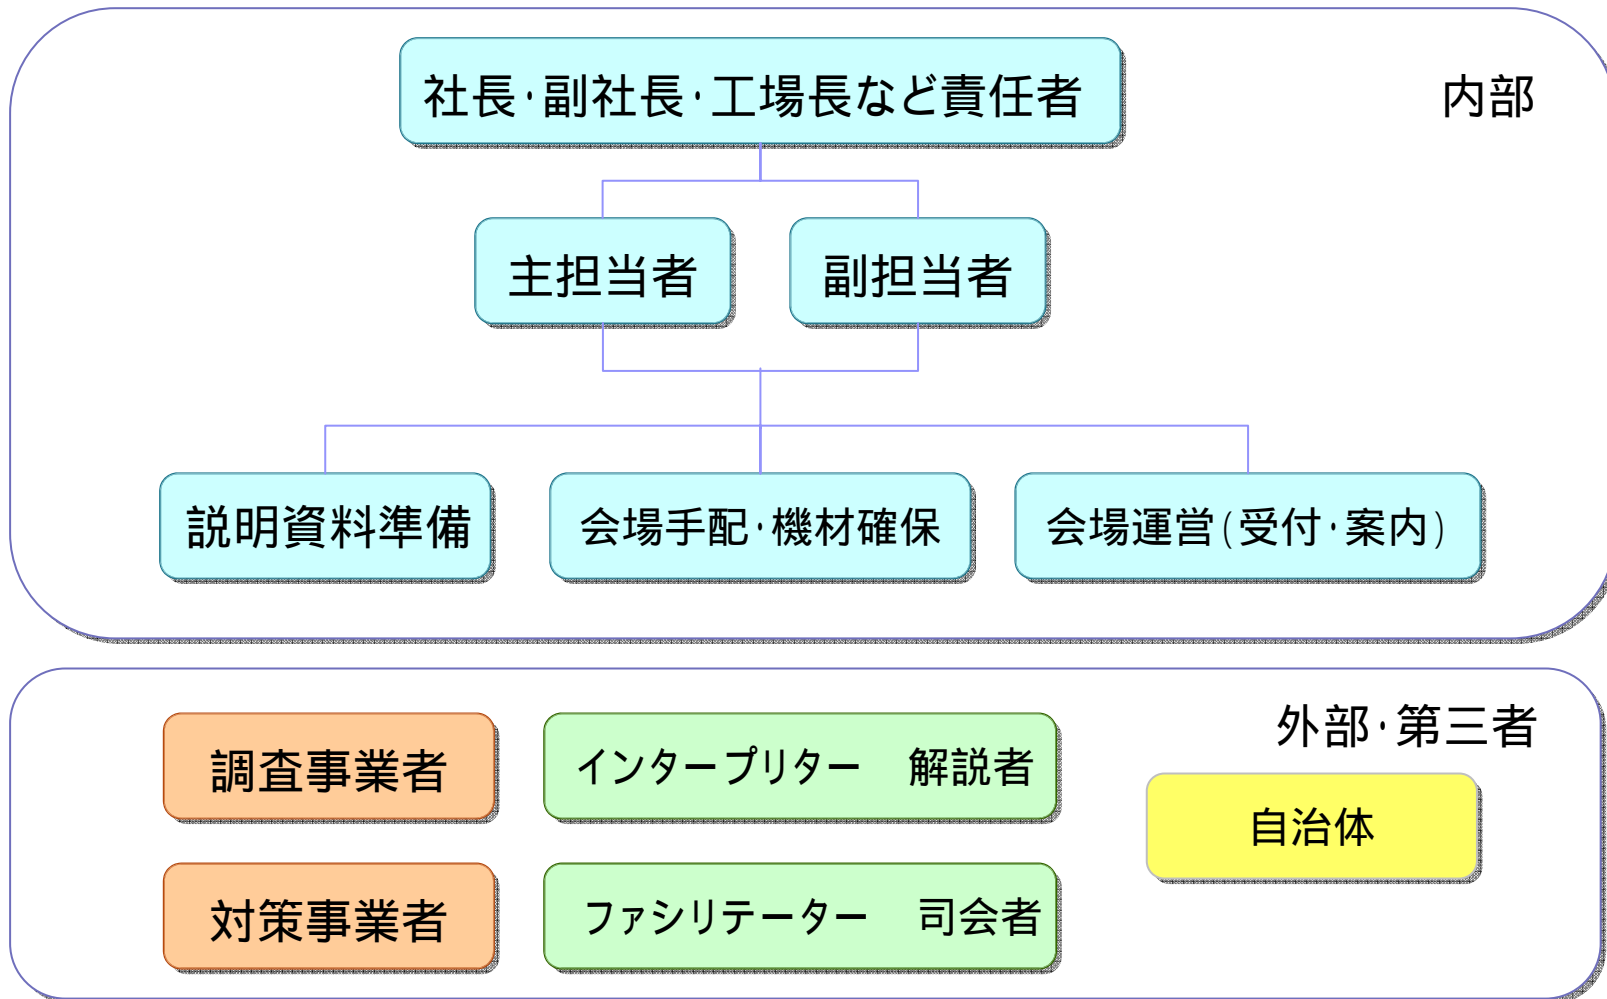 社長・副社長・工場長など責任者
内部
主担当者
副担当者
説明資料準備
会場手配・機材確保
会場運営(受付・案内)
外部・第三者
調査事業者
インタープリター　解説者
自治体
対策事業者
ファシリテーター　司会者